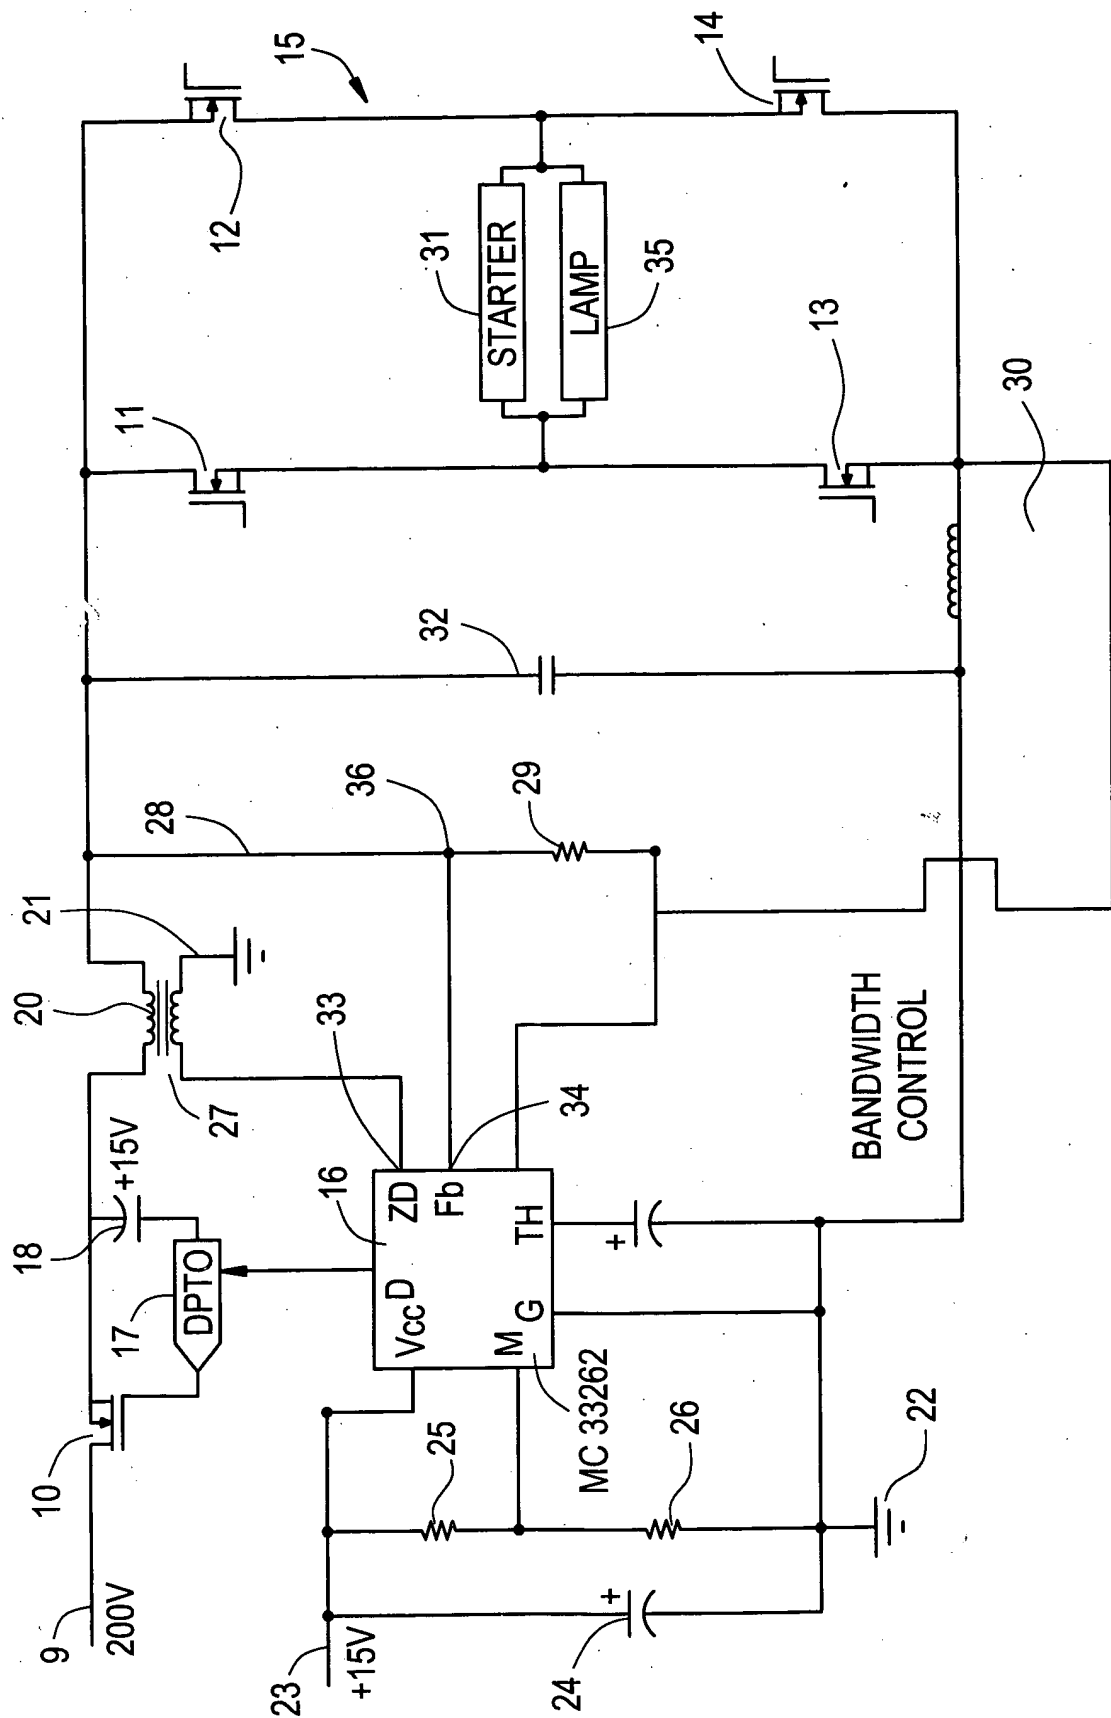 9
200V
10
17
DPTO
18
+15V
20
21
27
28
36
29
32
11
12
15
14
13
STARTER
31
LAMP
35
30
33
34
16
ZD
Fb
D
Vcc
TH
M
G
+
MC 33262
BANDWIDTH
CONTROL
23
+15V
24
+
25
26
22